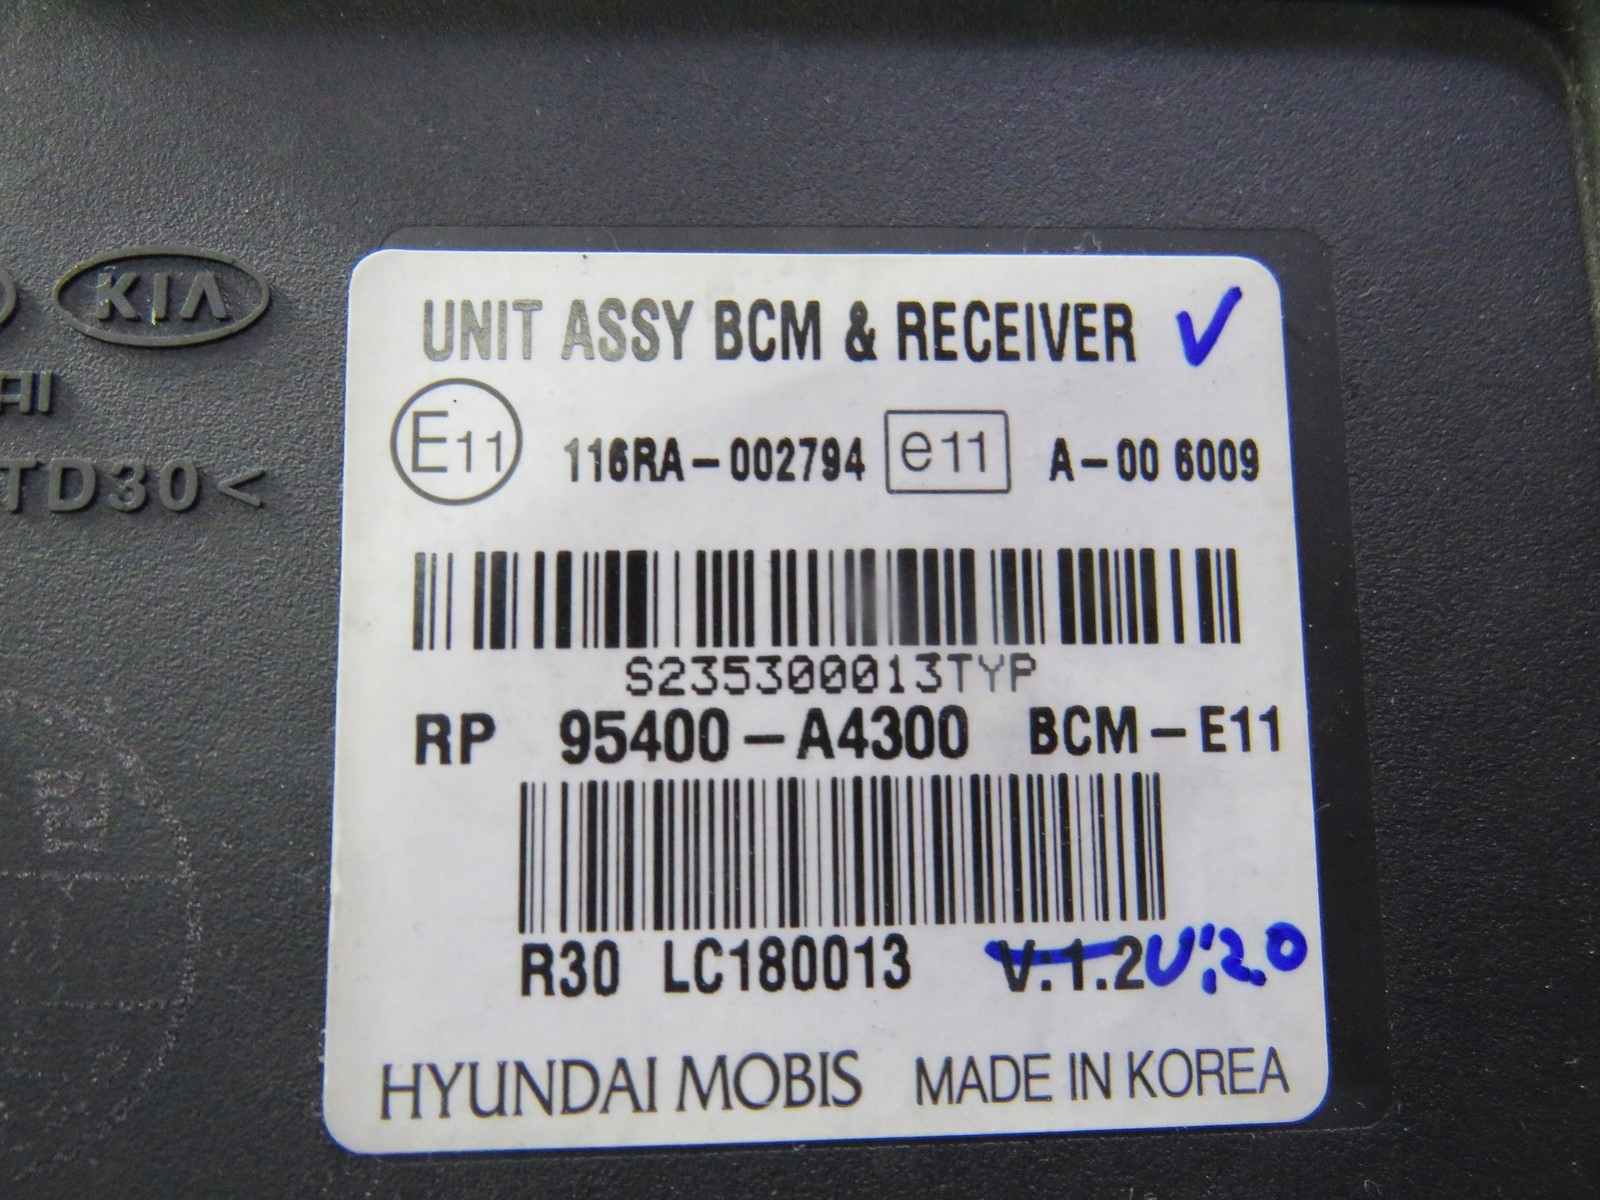 UNIT ASSY BCM & RECEIVER
E11 116RA-002794 e11 A-00 6009
S235300013TYP
RP 95400-A4300 BCM-E11
R30 LC180013 V:1.2 V:2.0
HYUNDAI MOBIS MADE IN KOREA
KIA
TD30<